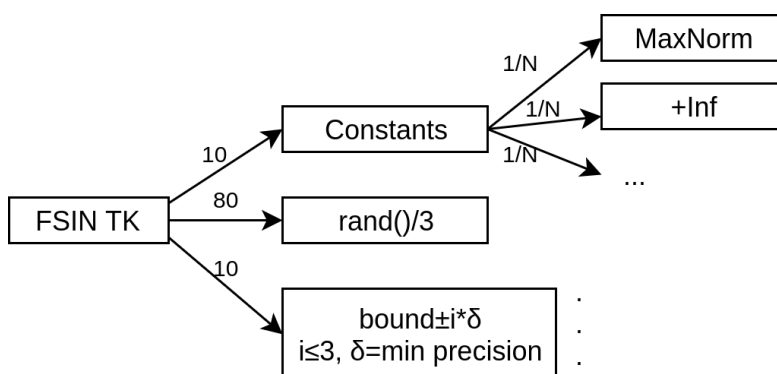 MaxNorm
1/N
+Inf
1/N
Constants
1/N
...
10
FSIN TK
80
rand()/3
10
bound±i*δ
i≤3, δ=min precision
.
.
.